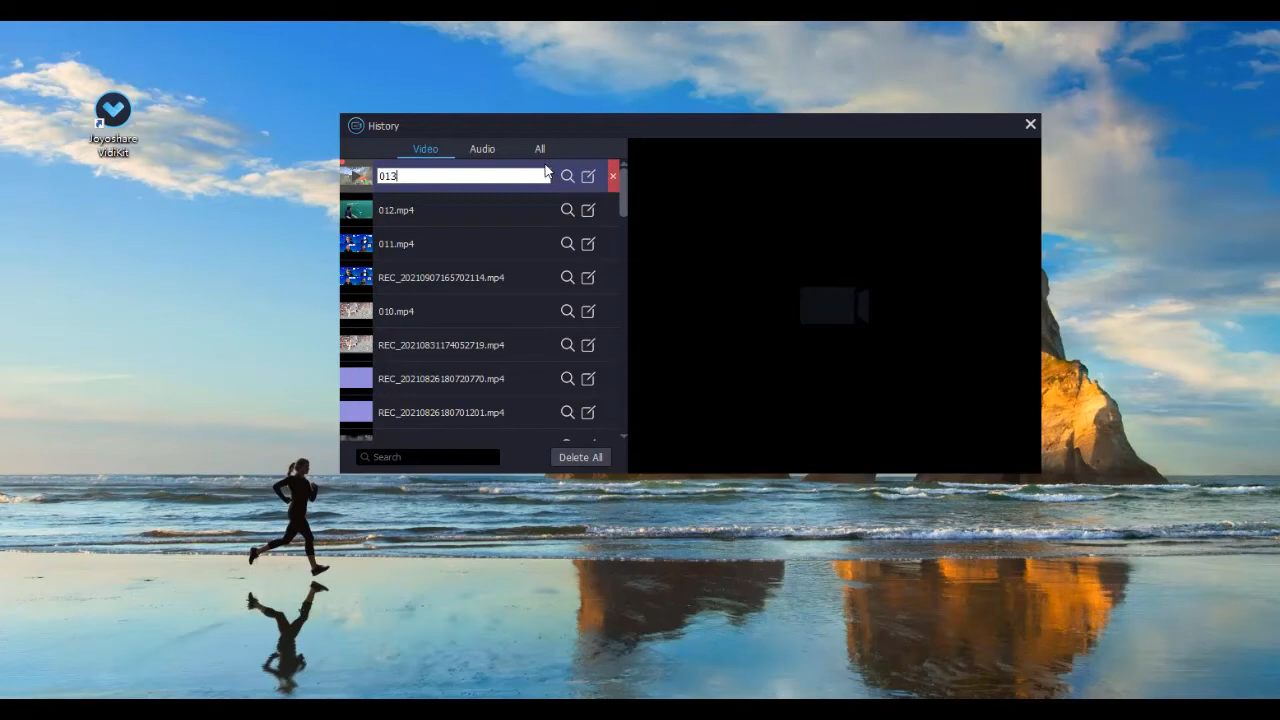 Joyoshare
VidiKit
History
Video Audio All
013
012.mp4
011.mp4
REC_20210907165702114.mp4
010.mp4
REC_20210831174052719.mp4
REC_20210826180720770.mp4
REC_20210826180701201.mp4
Search
Delete All